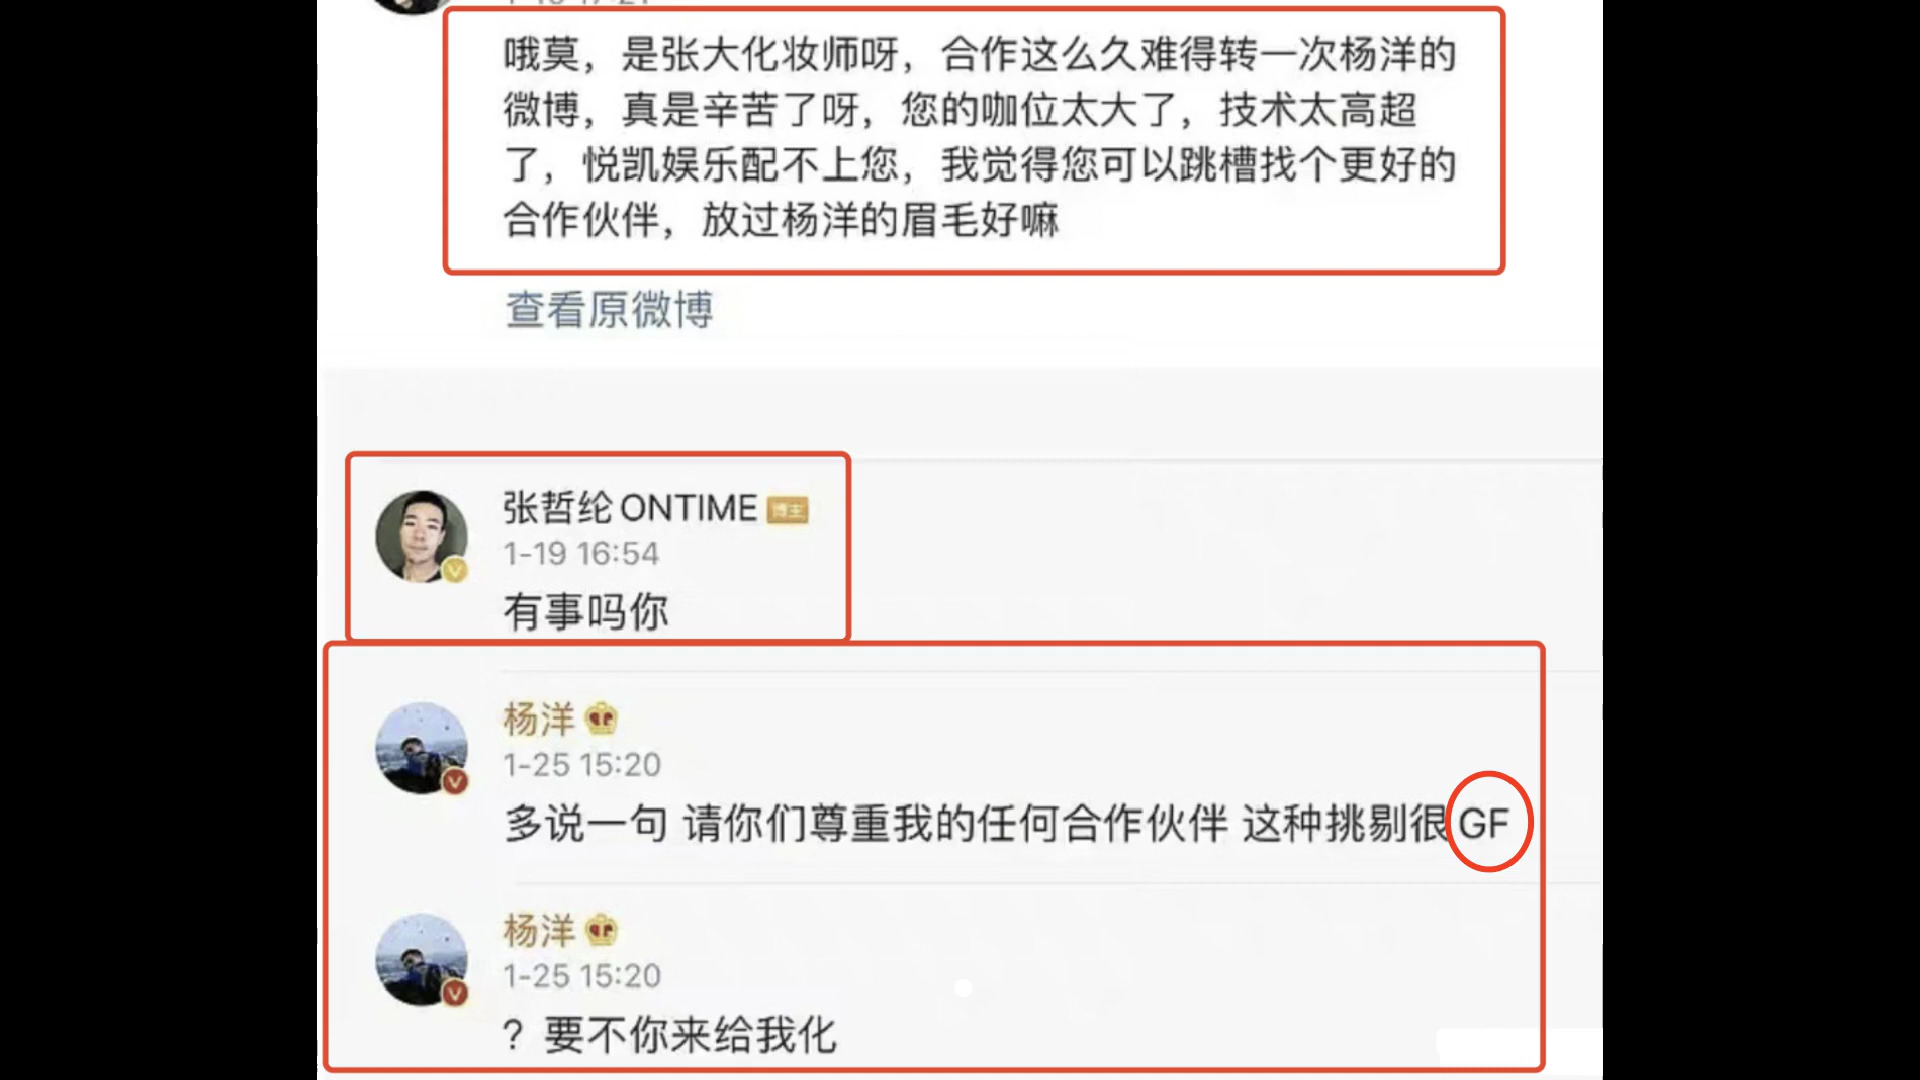 哦莫，是张大化妆师呀，合作这么久难得转一次杨洋的
微博，真是辛苦了呀，您的咖位太大了，技术太高超
了，悦凯娱乐配不上您，我觉得您可以跳槽找个更好的
合作伙伴，放过杨洋的眉毛好嘛
查看原微博
张哲纶ONTIME 博主
1-19 16:54
有事吗你
杨洋
1-25 15:20
多说一句 请你们尊重我的任何合作伙伴 这种挑剔很GF
杨洋
1-25 15:20
？要不你来给我化